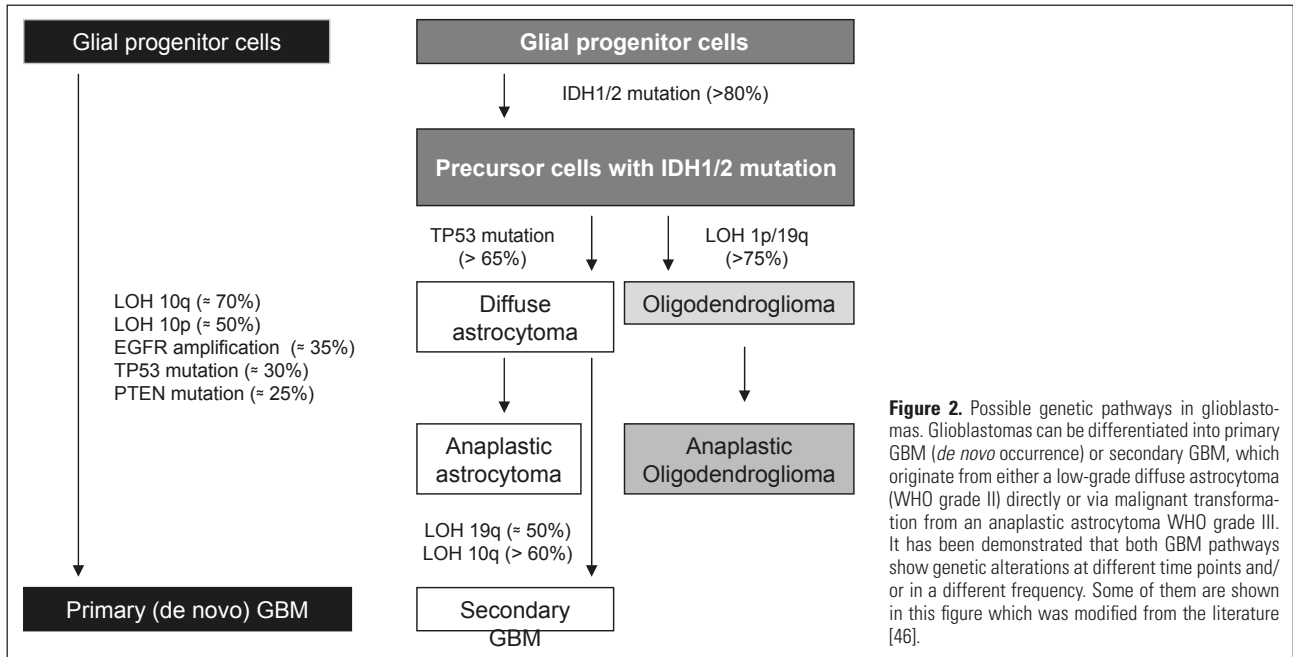 Glial progenitor cells
Glial progenitor cells
IDH1/2 mutation (>80%)
Precursor cells with IDH1/2 mutation
TP53 mutation
(> 65%)
LOH 1p/19q
(>75%)
LOH 10q (≈ 70%)
LOH 10p (≈ 50%)
EGFR amplification (≈ 35%)
TP53 mutation (≈ 30%)
PTEN mutation (≈ 25%)
Diffuse
astrocytoma
Oligodendroglioma
Anaplastic
astrocytoma
Anaplastic
Oligodendroglioma
LOH 19q (≈ 50%)
LOH 10q (> 60%)
Primary (de novo) GBM
Secondary
GBM
Figure 2. Possible genetic pathways in glioblasto-
mas. Glioblastomas can be differentiated into primary
GBM (de novo occurrence) or secondary GBM, which
originate from either a low-grade diffuse astrocytoma
(WHO grade II) directly or via malignant transforma-
tion from an anaplastic astrocytoma WHO grade III.
It has been demonstrated that both GBM pathways
show genetic alterations at different time points and/
or in a different frequency. Some of them are shown
in this figure which was modified from the literature
[46].